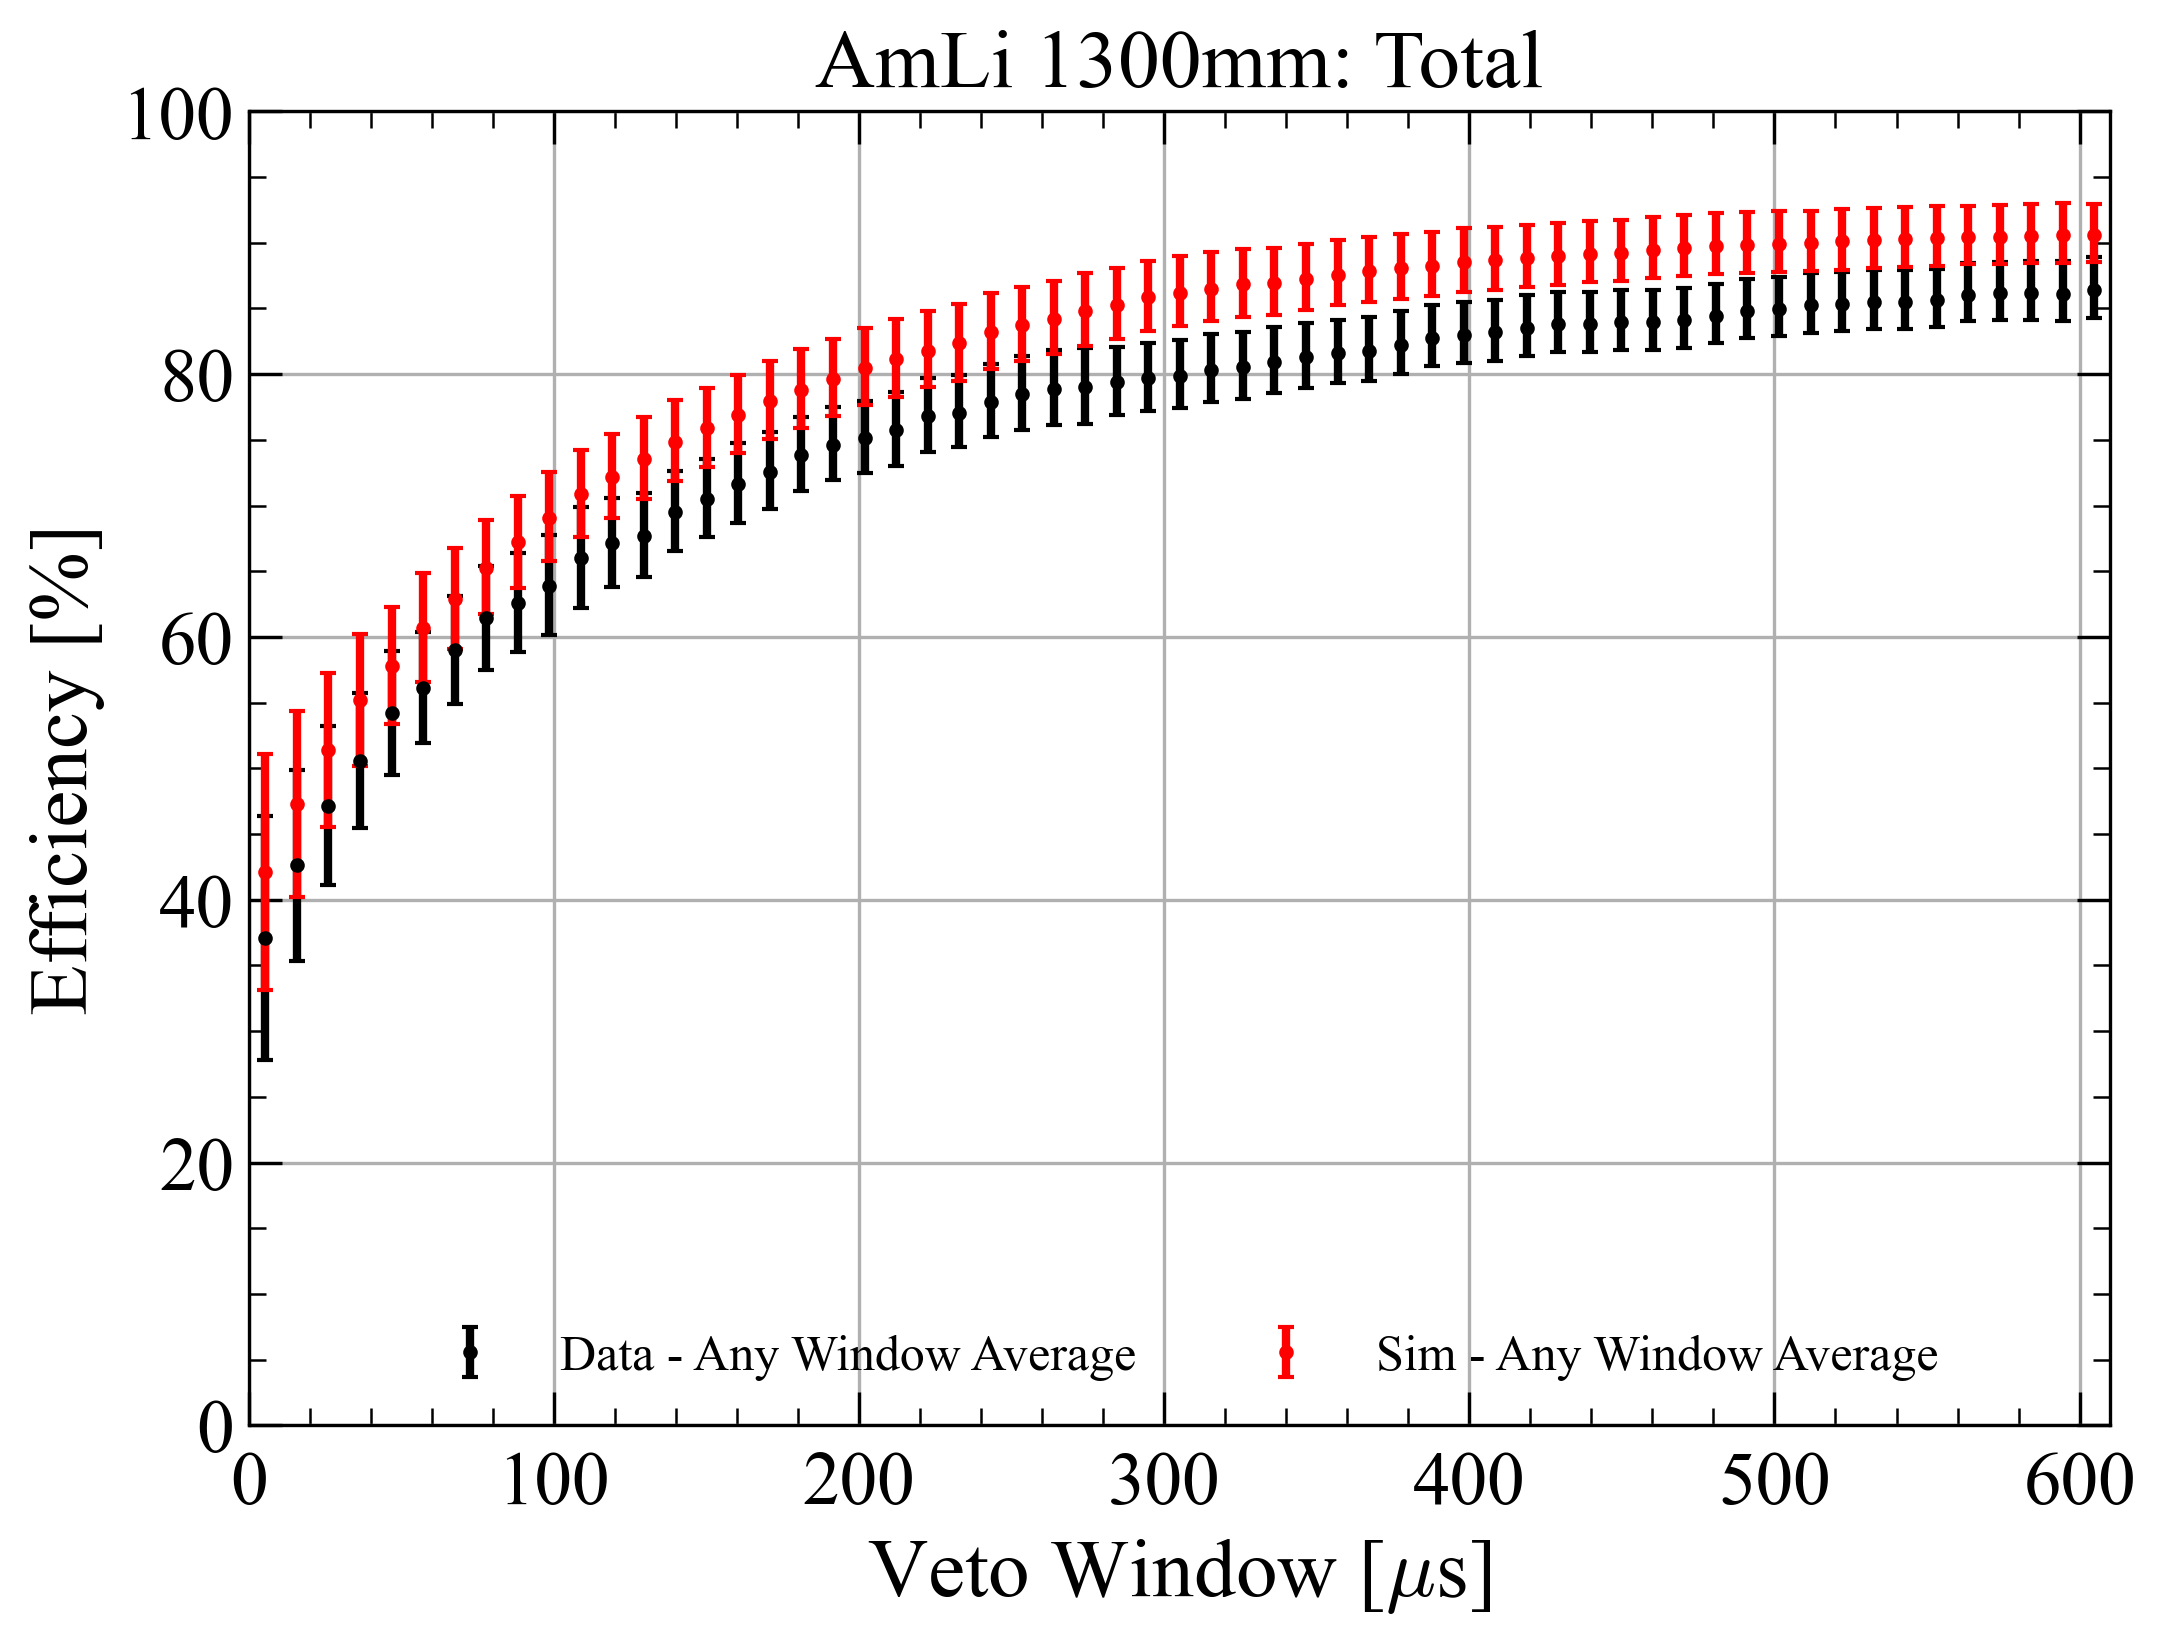 AmLi 1300mm: Total
100
80
60
40
20
0
Efficiency [%]
Data - Any Window Average
Sim - Any Window Average
0 100 200 300 400 500 600
Veto Window [μs]